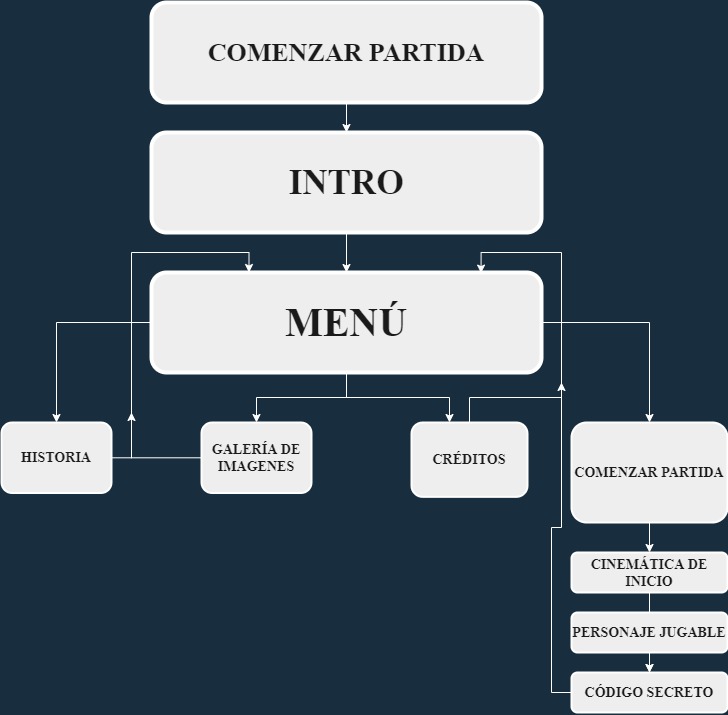 COMENZAR PARTIDA
INTRO
MENÚ
HISTORIA
GALERÍA DE
IMAGENES
CRÉDITOS
COMENZAR PARTIDA
CINEMÁTICA DE
INICIO
PERSONAJE JUGABLE
CÓDIGO SECRETO